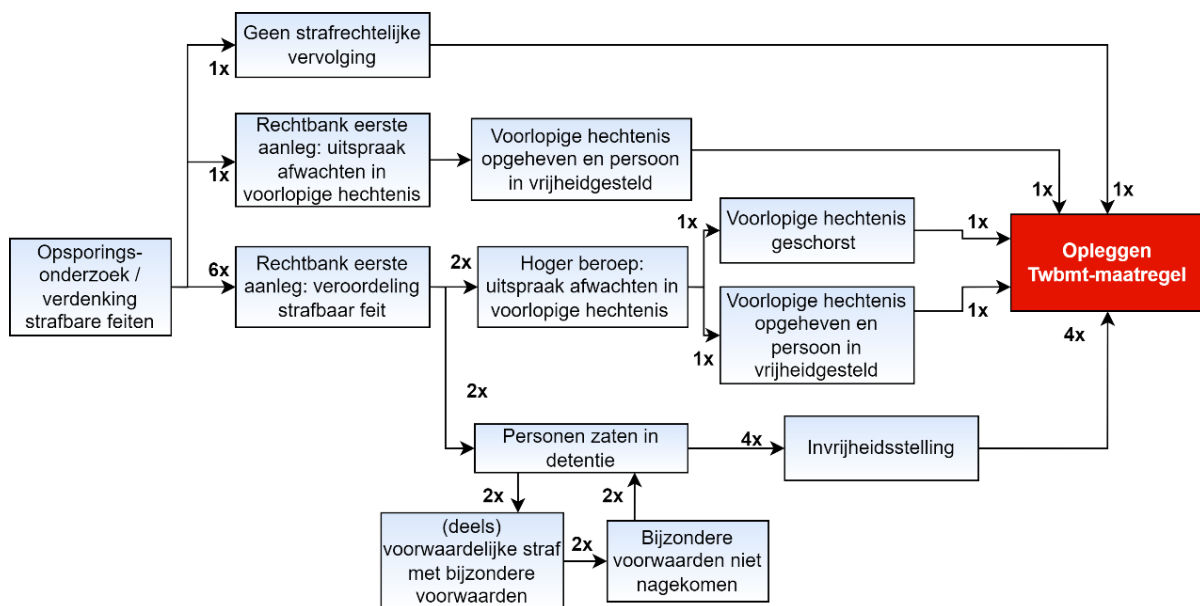 Geen strafrechtelijke
vervolging
1x
Rechtbank eerste
aanleg: uitspraak
afwachten in
voorlopige hechtenis
1x
Voorlopige hechtenis
opgeheven en persoon
in vrijheidgesteld
1x
1x
Opsporings-
onderzoek /
verdenking
strafbare feiten
6x
Rechtbank eerste
aanleg: veroordeling
strafbaar feit
2x
Hoger beroep:
uitspraak afwachten in
voorlopige hechtenis
1x
Voorlopige hechtenis
geschorst
1x
Opleggen
Twbmt-maatregel
1x
Voorlopige hechtenis
opgeheven en
persoon in
vrijheidgesteld
1x
4x
2x
Personen zaten in
detentie
4x
Invrijheidsstelling
2x
2x
(deels)
voorwaardelijke straf
met bijzondere
voorwaarden
2x
Bijzondere
voorwaarden niet
nagekomen